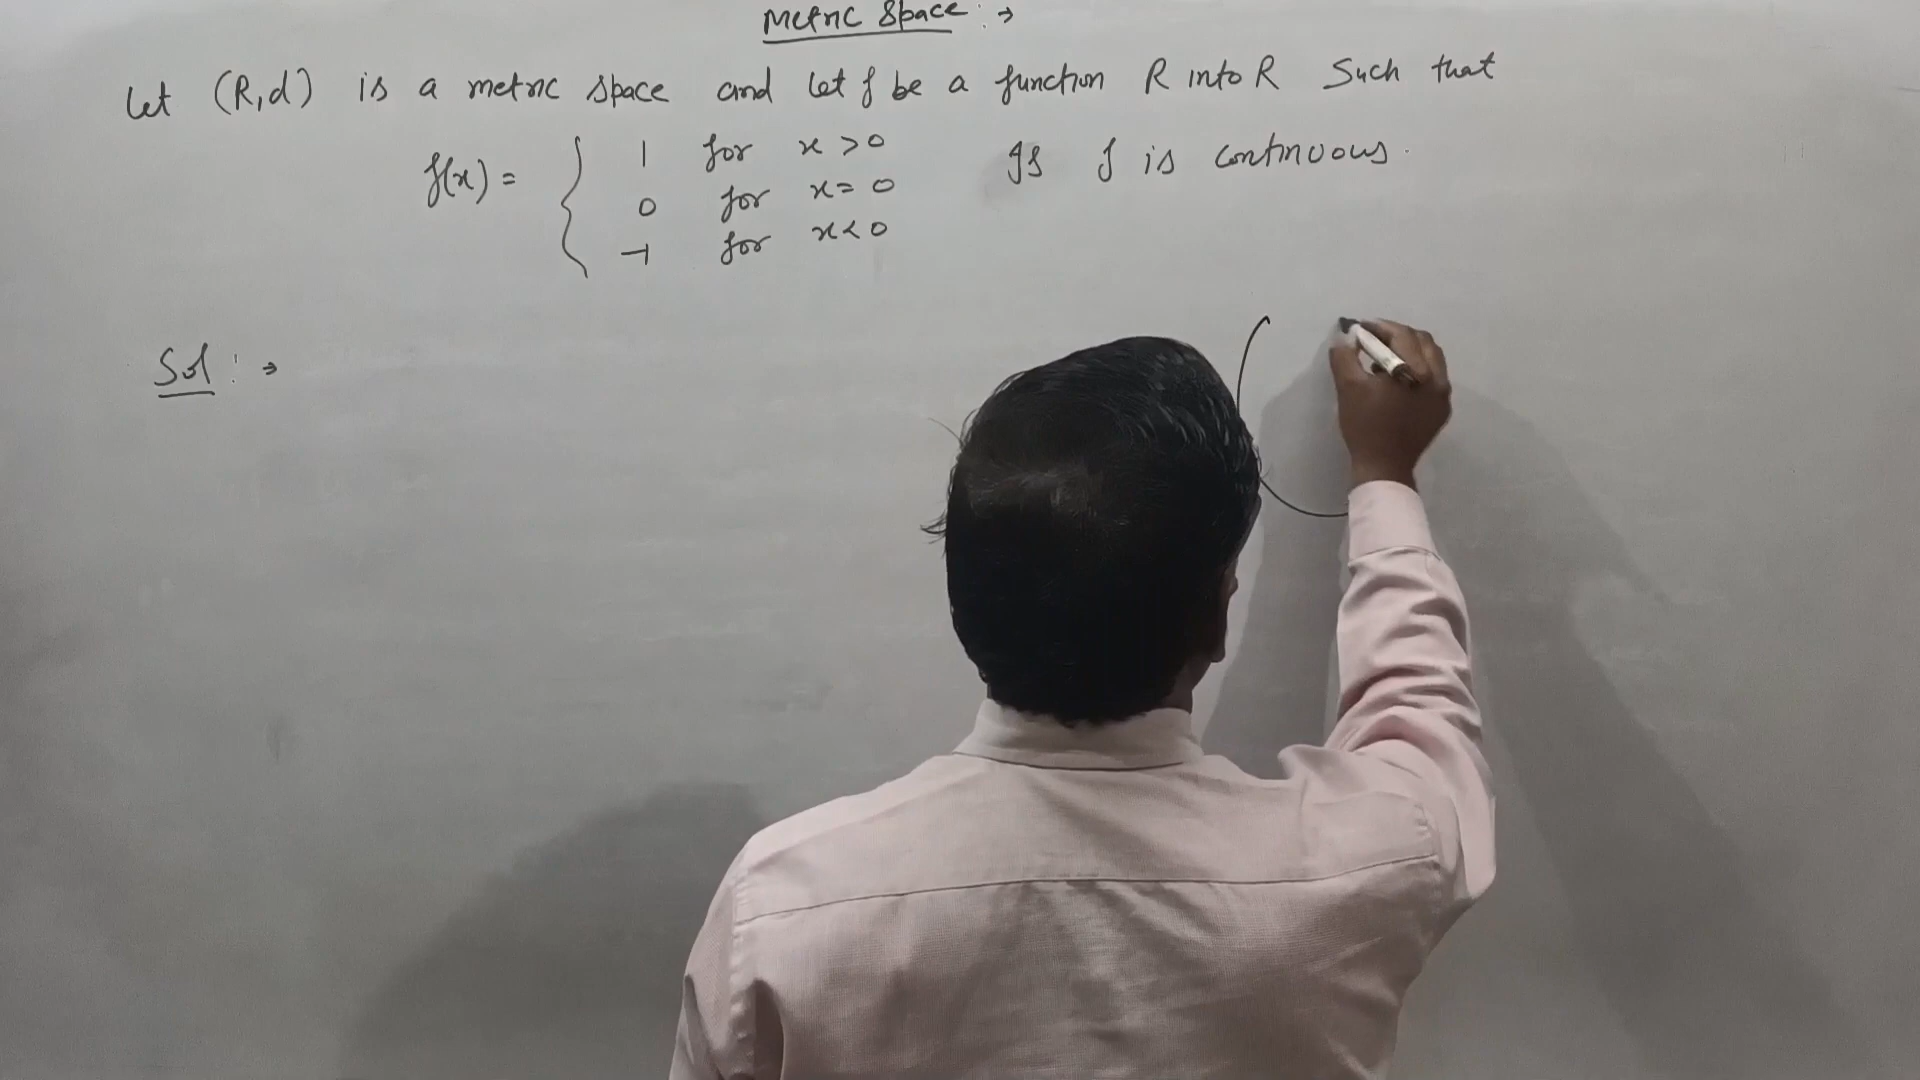 Metric Space :→
Let (R,d) is a metric space and let f be a function R into R Such that
f(x) = { 1 for x > 0
0 for x = 0
-1 for x < 0
Is f is continuous.
Sol :→